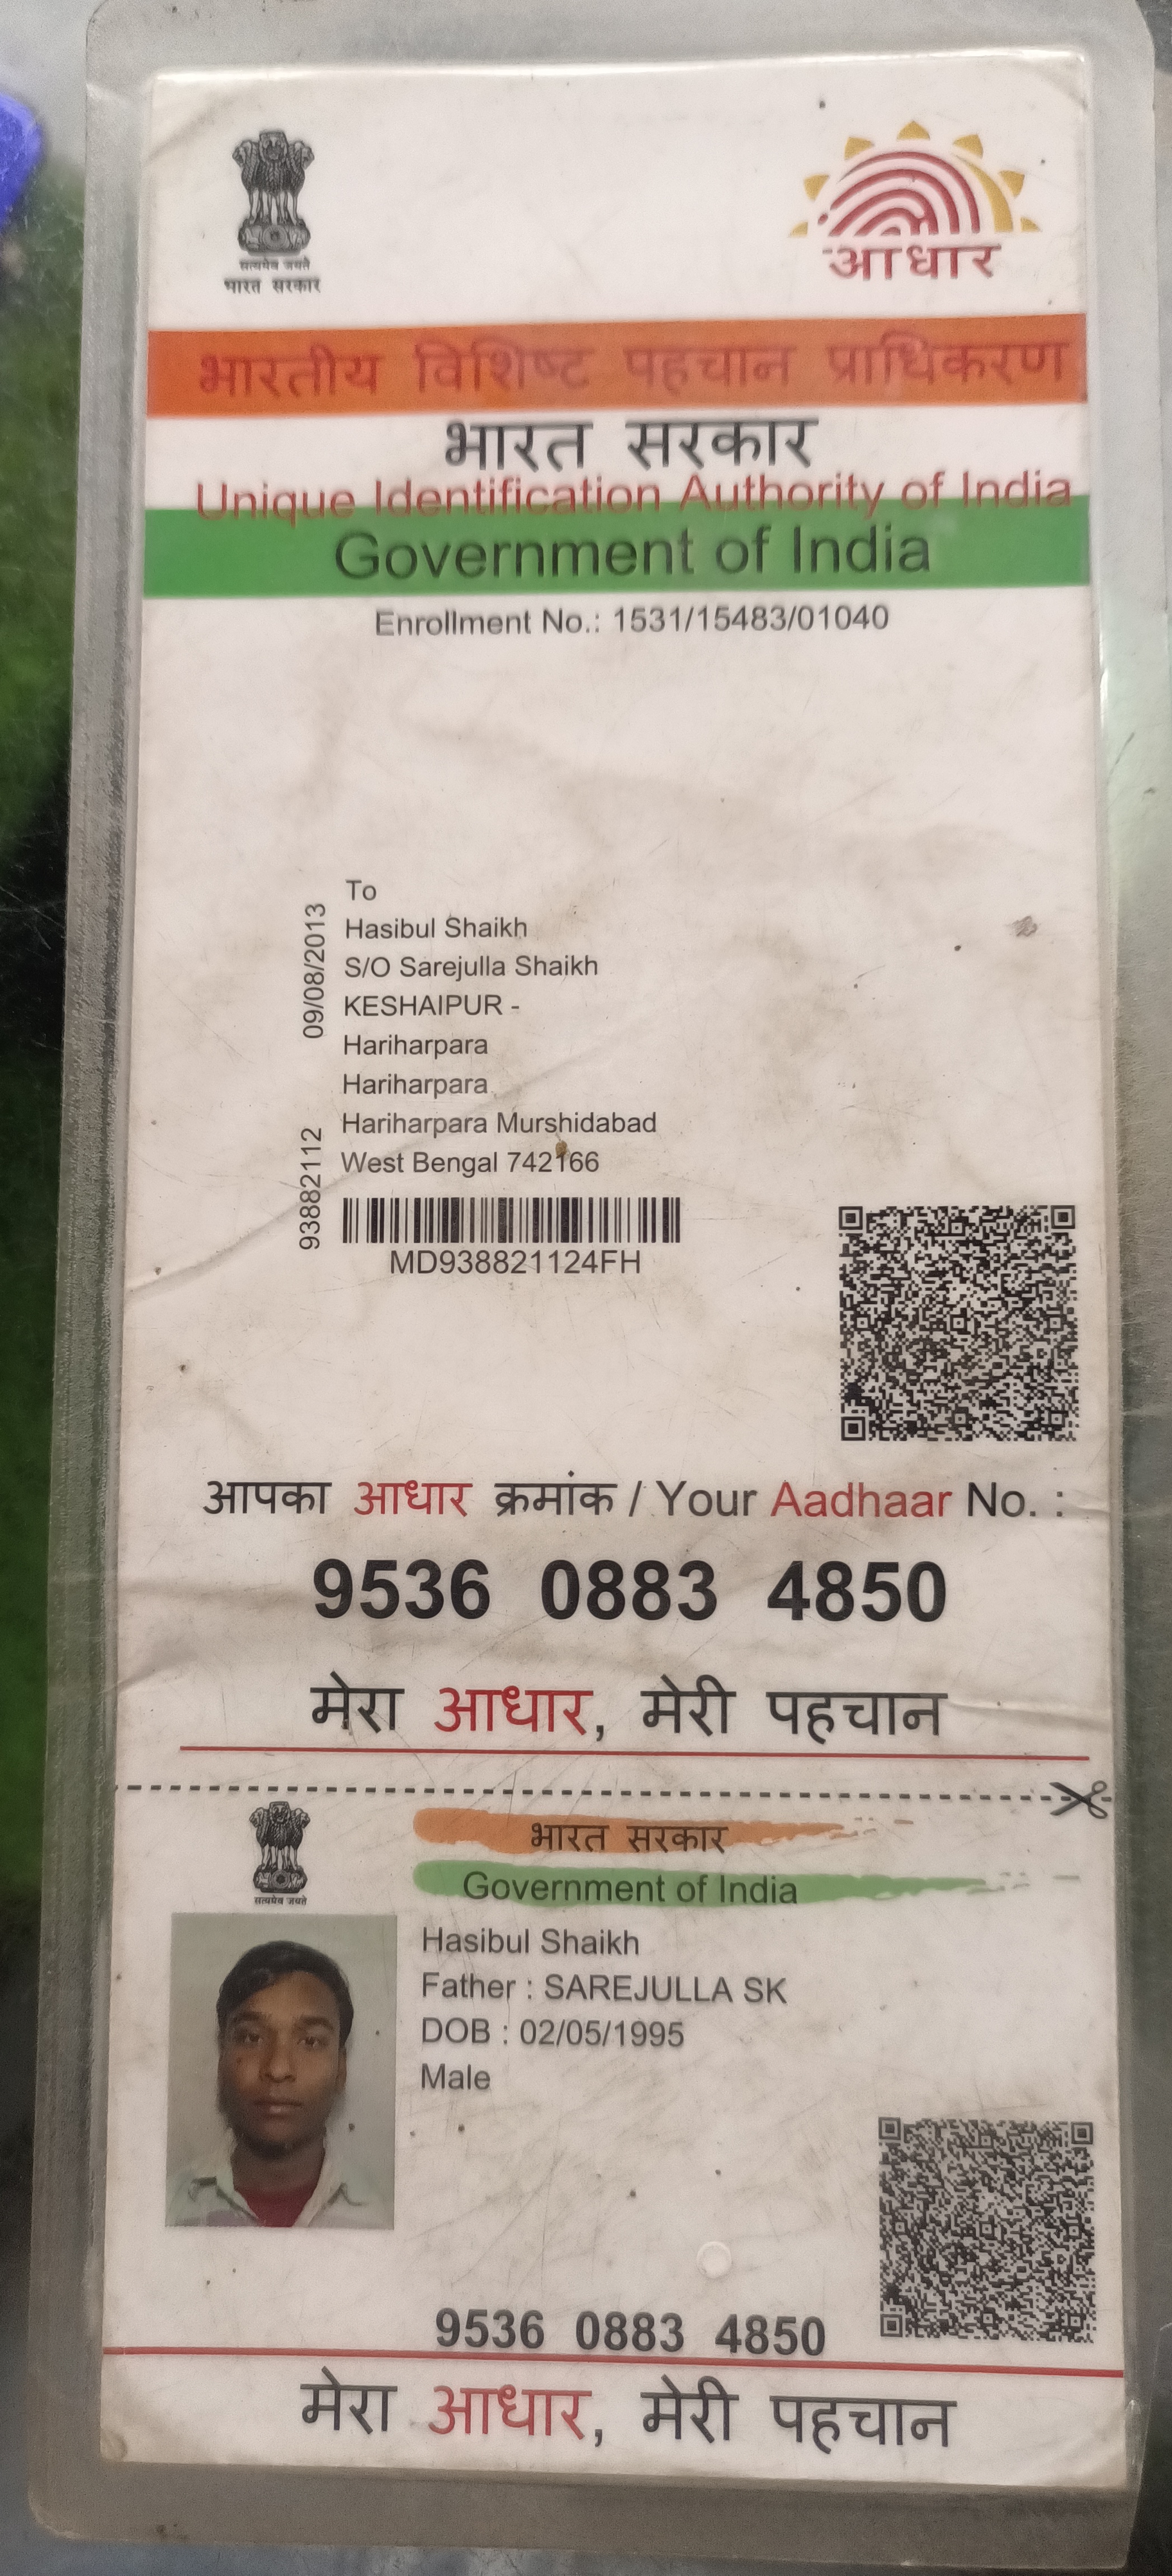 सत्यमेव जयते
भारत सरकार
आधार
भारतीय विशिष्ट पहचान प्राधिकरण
भारत सरकार
Unique Identification Authority of India
Government of India
Enrollment No.: 1531/15483/01040
To
Hasibul Shaikh
S/O Sarejulla Shaikh
KESHAIPUR -
Hariharpara
Hariharpara
Hariharpara Murshidabad
West Bengal 742166
09/08/2013
93882112
MD938821124FH
आपका आधार क्रमांक / Your Aadhaar No. :
9536 0883 4850
मेरा आधार, मेरी पहचान
सत्यमेव जयते
भारत सरकार
Government of India
Hasibul Shaikh
Father : SAREJULLA SK
DOB : 02/05/1995
Male
9536 0883 4850
मेरा आधार, मेरी पहचान